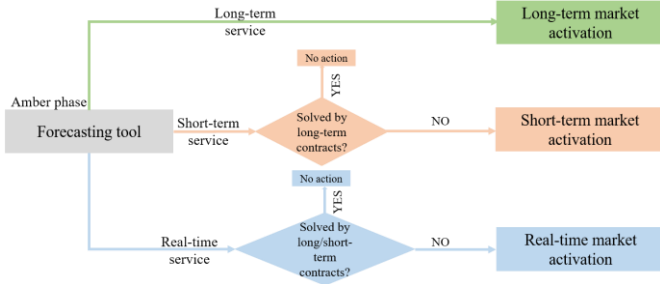 Long-term
service
Long-term market
activation
No action
YES
Amber phase
Forecasting tool
Short-term
service
Solved by
long-term
contracts?
NO
Short-term market
activation
No action
YES
Real-time
service
Solved by
long/short-
term
contracts?
NO
Real-time market
activation